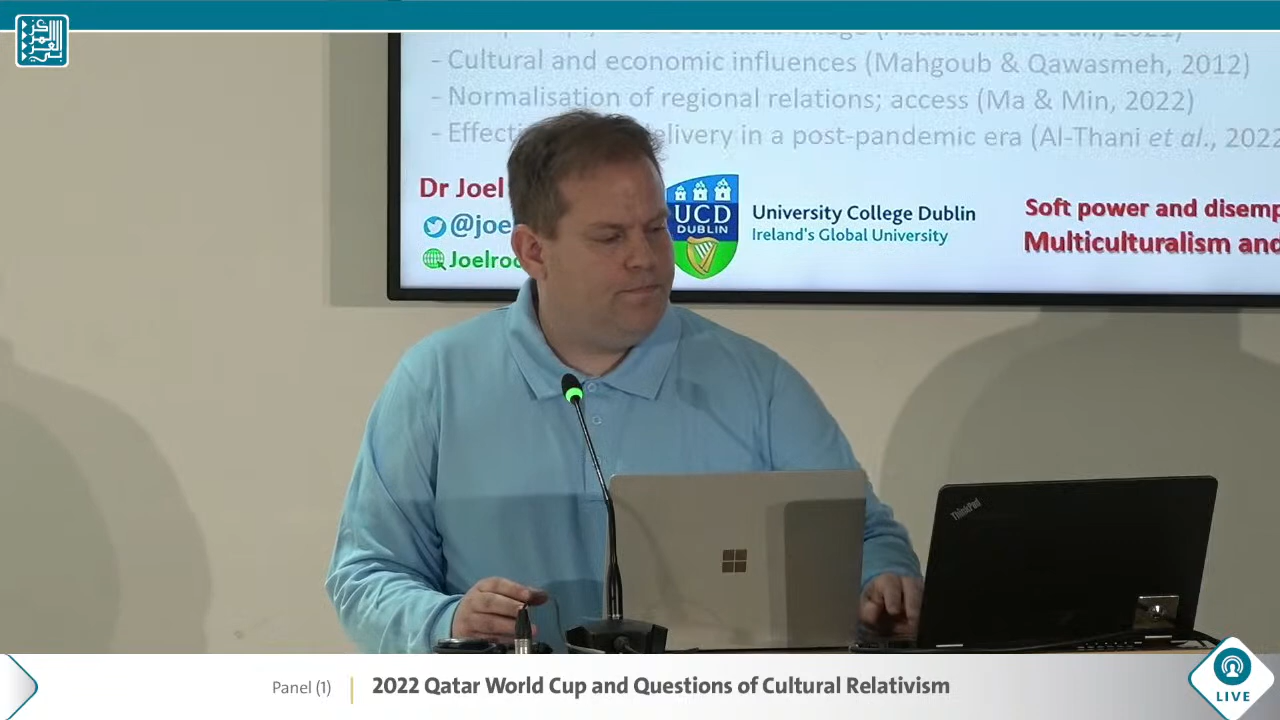 - Cultural and economic influences (Mahgoub & Qawasmeh, 2012)
- Normalisation of regional relations; access (Ma & Min, 2022)
- Effecti elivery in a post-pandemic era (Al-Thani et al., 2022
Dr Joel
@joe
Joelro
UCD
DUBLIN
University College Dublin
Ireland's Global University
Soft power and disemp
Multiculturalism and
ThinkPad
Panel (1)
2022 Qatar World Cup and Questions of Cultural Relativism
LIVE